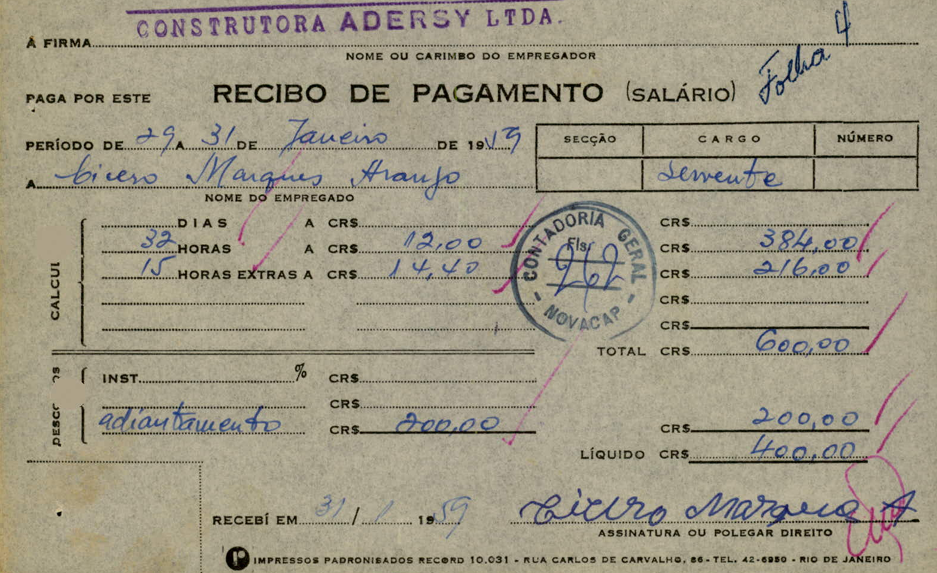 CONSTRUTORA ADERSY LTDA.
À FIRMA
NOME OU CARIMBO DO EMPREGADOR
Folha 4
PAGA POR ESTE RECIBO DE PAGAMENTO (SALÁRIO)
PERÍODO DE 29 A 31 DE Janeiro DE 1959
SECÇÃO CARGO NÚMERO
A Cicero Marques Araujo
Servente
NOME DO EMPREGADO
DIAS A CR$ CR$
32 HORAS A CR$ 12,00 CR$ 384,00
15 HORAS EXTRAS A CR$ 14,40 CR$ 216,00
CALCUL
CR$
CR$
CONTADORIA GERAL
Fls.
262
- NOVACAP -
TOTAL CR$ 600,00
INST. % CR$
CR$
DESCO OS
adiantamento CR$ 200,00 CR$ 200,00
LÍQUIDO CR$ 400,00
RECEBÍ EM 31 / 1 1959 Cicero Marques A
ASSINATURA OU POLEGAR DIREITO
IMPRESSOS PADRONISADOS RECORD 10.031 - RUA CARLOS DE CARVALHO, 86 - TEL. 42-6980 - RIO DE JANEIRO